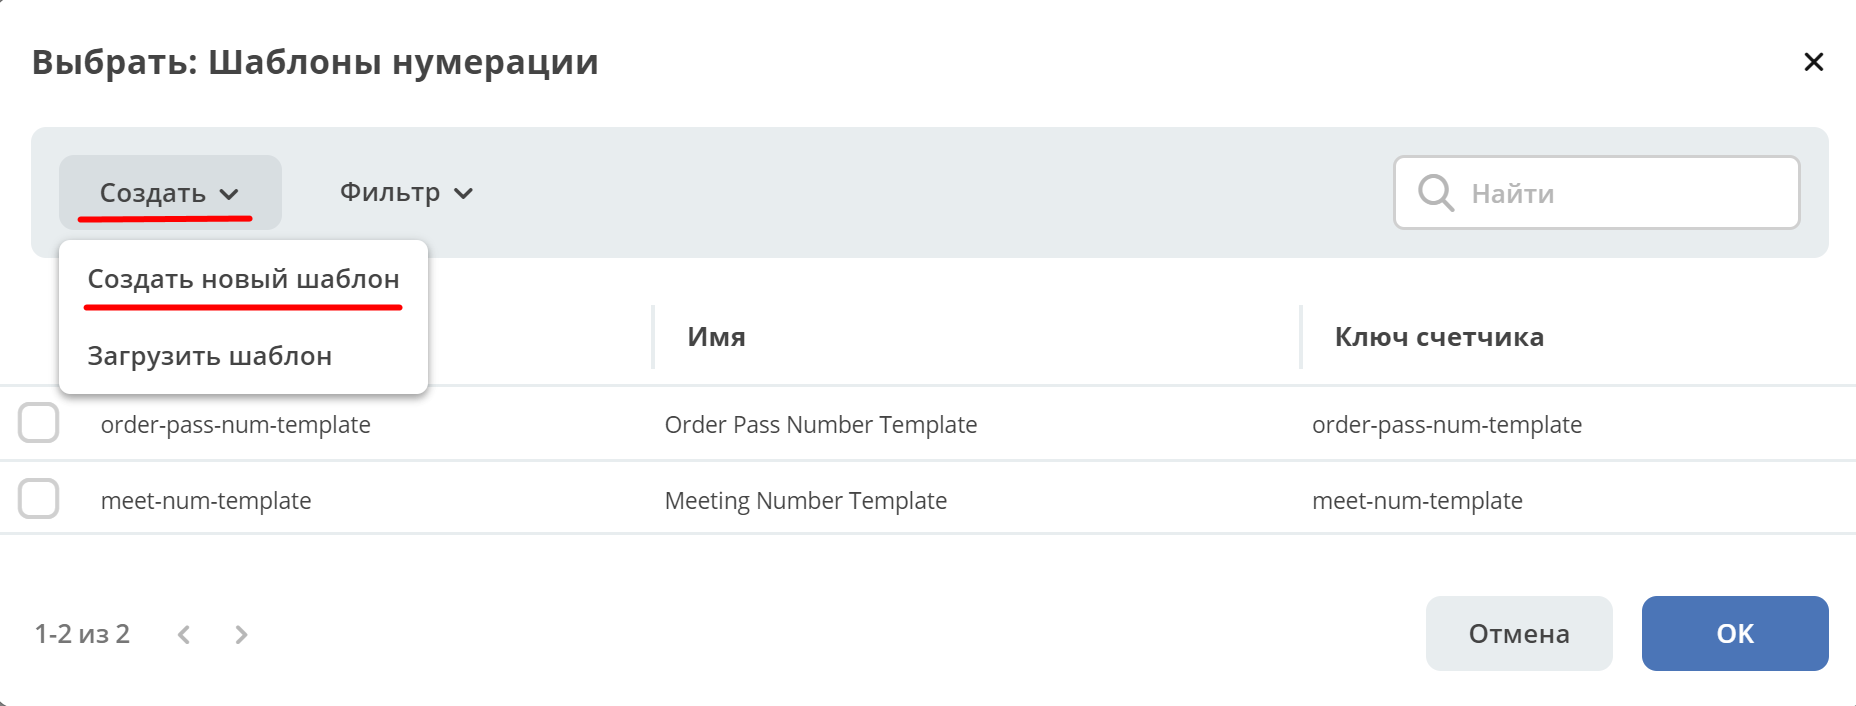 Выбрать: Шаблоны нумерации
Создать
Фильтр
Найти
Создать новый шаблон
Загрузить шаблон
Имя
Ключ счетчика
order-pass-num-template
Order Pass Number Template
order-pass-num-template
meet-num-template
Meeting Number Template
meet-num-template
1-2 из 2
Отмена
ОК